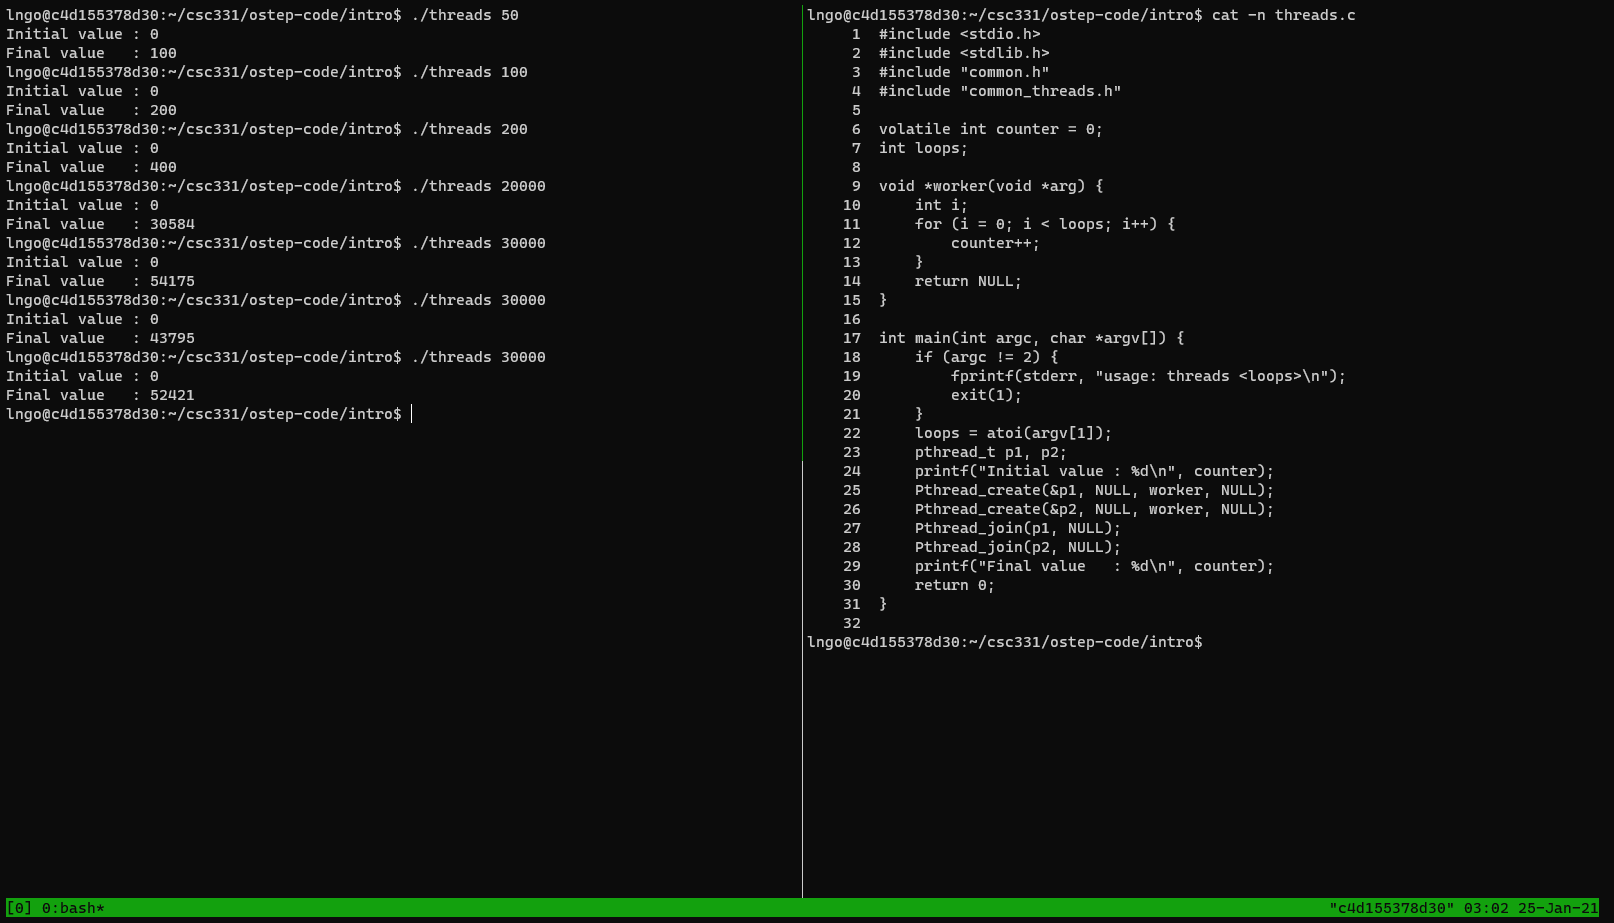 lngo@c4d155378d30:~/csc331/ostep-code/intro$ ./threads 50
Initial value : 0
Final value   : 100
lngo@c4d155378d30:~/csc331/ostep-code/intro$ ./threads 100
Initial value : 0
Final value   : 200
lngo@c4d155378d30:~/csc331/ostep-code/intro$ ./threads 200
Initial value : 0
Final value   : 400
lngo@c4d155378d30:~/csc331/ostep-code/intro$ ./threads 20000
Initial value : 0
Final value   : 30584
lngo@c4d155378d30:~/csc331/ostep-code/intro$ ./threads 30000
Initial value : 0
Final value   : 54175
lngo@c4d155378d30:~/csc331/ostep-code/intro$ ./threads 30000
Initial value : 0
Final value   : 43795
lngo@c4d155378d30:~/csc331/ostep-code/intro$ ./threads 30000
Initial value : 0
Final value   : 52421
lngo@c4d155378d30:~/csc331/ostep-code/intro$
lngo@c4d155378d30:~/csc331/ostep-code/intro$ cat -n threads.c
     1  #include <stdio.h>
     2  #include <stdlib.h>
     3  #include "common.h"
     4  #include "common_threads.h"
     5
     6  volatile int counter = 0;
     7  int loops;
     8
     9  void *worker(void *arg) {
    10      int i;
    11      for (i = 0; i < loops; i++) {
    12          counter++;
    13      }
    14      return NULL;
    15  }
    16
    17  int main(int argc, char *argv[]) {
    18      if (argc != 2) {
    19          fprintf(stderr, "usage: threads <loops>\n");
    20          exit(1);
    21      }
    22      loops = atoi(argv[1]);
    23      pthread_t p1, p2;
    24      printf("Initial value : %d\n", counter);
    25      Pthread_create(&p1, NULL, worker, NULL);
    26      Pthread_create(&p2, NULL, worker, NULL);
    27      Pthread_join(p1, NULL);
    28      Pthread_join(p2, NULL);
    29      printf("Final value   : %d\n", counter);
    30      return 0;
    31  }
    32
lngo@c4d155378d30:~/csc331/ostep-code/intro$
[0] 0:bash*
"c4d155378d30" 03:02 25-Jan-21